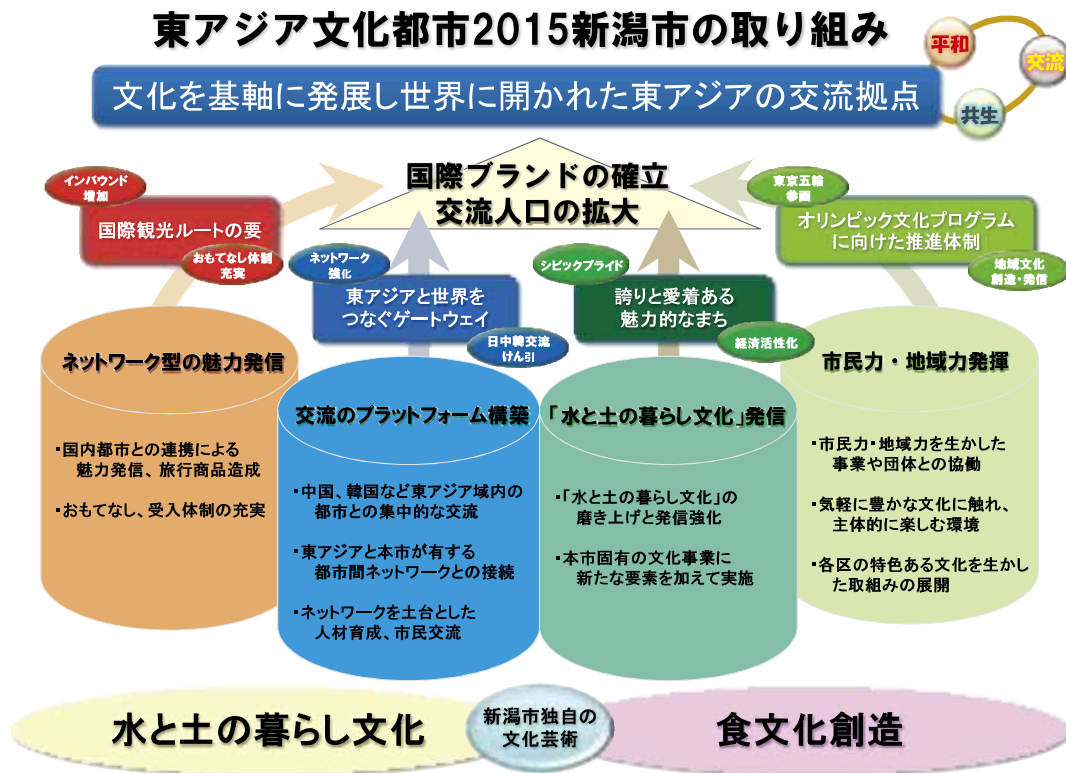 東アジア文化都市2015新潟市の取り組み
平和
交流
共生
文化を基軸に発展し世界に開かれた東アジアの交流拠点
国際ブランドの確立
交流人口の拡大
インバウンド
増加
国際観光ルートの要
おもてなし体制
充実
ネットワーク
強化
東アジアと世界を
つなぐゲートウェイ
日中韓交流
けん引
シビックプライド
誇りと愛着ある
魅力的なまち
経済活性化
東京五輪
参画
オリンピック文化プログラム
に向けた推進体制
地域文化
創造・発信
ネットワーク型の魅力発信
・国内都市との連携による
魅力発信、旅行商品造成
・おもてなし、受入体制の充実
交流のプラットフォーム構築
・中国、韓国など東アジア域内の
都市との集中的な交流
・東アジアと本市が有する
都市間ネットワークとの接続
・ネットワークを土台とした
人材育成、市民交流
「水と土の暮らし文化」発信
・「水と土の暮らし文化」の
磨き上げと発信強化
・本市固有の文化事業に
新たな要素を加えて実施
市民力・地域力発揮
・市民力・地域力を生かした
事業や団体との協働
・気軽に豊かな文化に触れ、
主体的に楽しむ環境
・各区の特色ある文化を生かし
た取組みの展開
水と土の暮らし文化
新潟市独自の
文化芸術
食文化創造